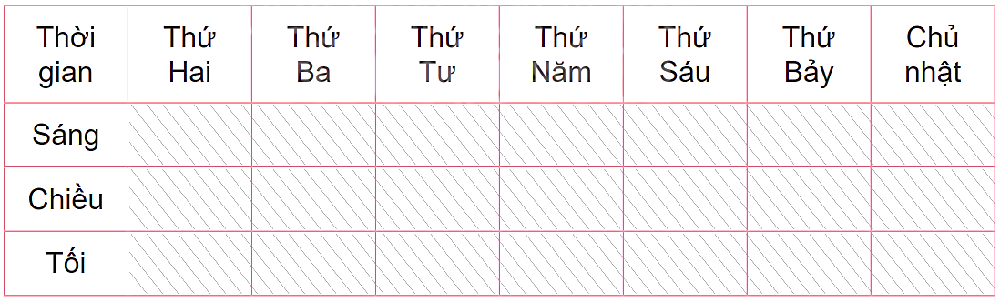 Thời gian
Thứ Hai
Thứ Ba
Thứ Tư
Thứ Năm
Thứ Sáu
Thứ Bảy
Chủ nhật
Sáng
Chiều
Tối